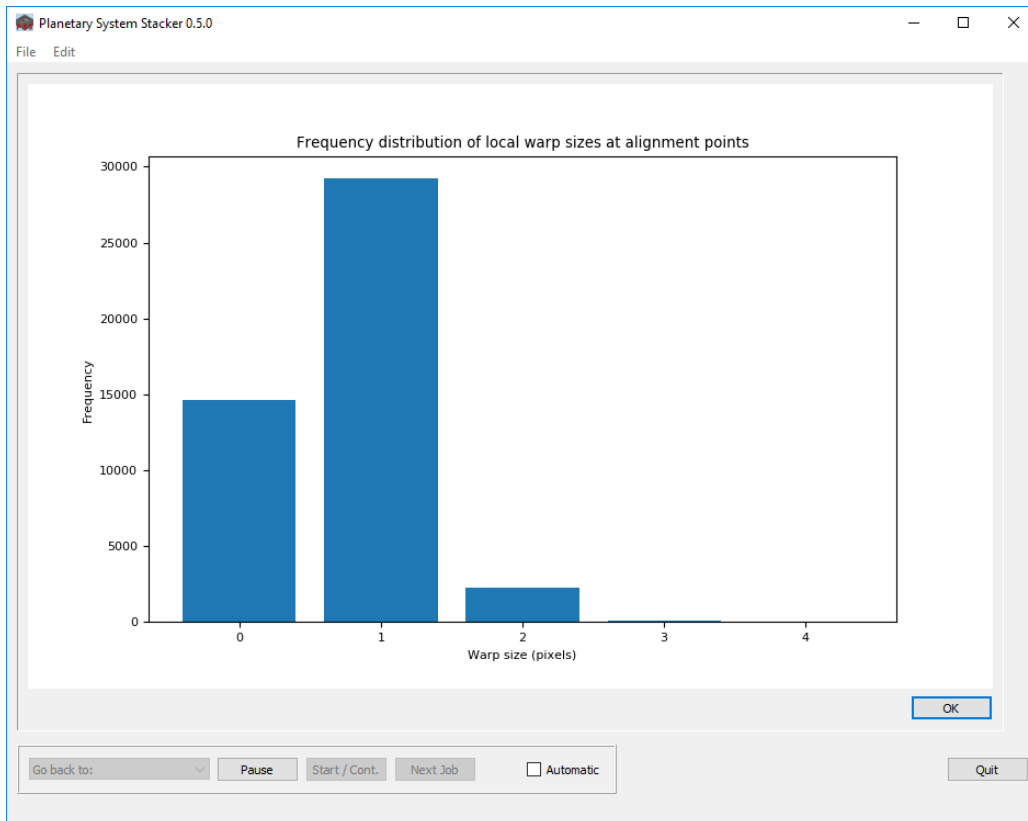 Planetary System Stacker 0.5.0
File Edit
Frequency distribution of local warp sizes at alignment points
30000
25000
20000
15000
10000
5000
0
Frequency
0 1 2 3 4
Warp size (pixels)
OK
Go back to: Pause Start / Cont. Next Job Automatic Quit